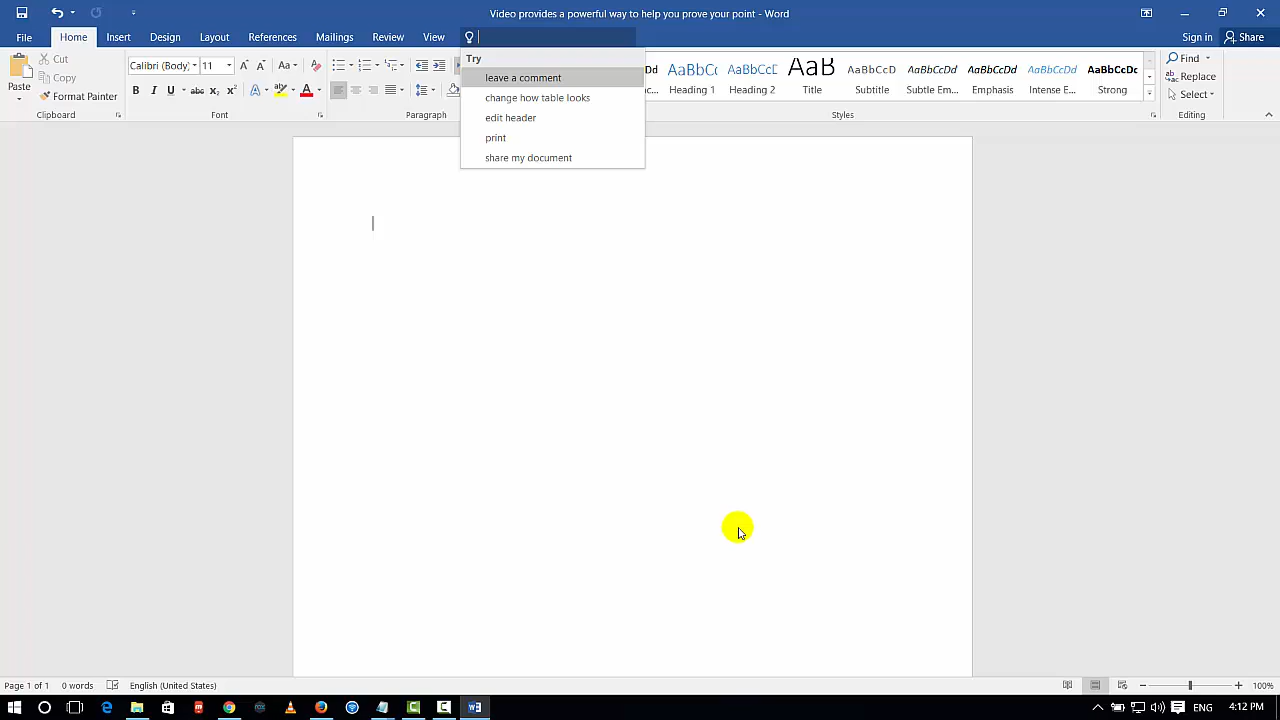 Video provides a powerful way to help you prove your point - Word
File Home Insert Design Layout References Mailings Review View Sign in Share
Try
leave a comment
change how table looks
edit header
print
share my document
Paste
Cut
Copy
Format Painter
Clipboard
Calibri (Body) 11 Aa
B I U abc X₂ X² A A
Font
Paragraph
AaBbCc AaBbCc AaB AaBbCcD AaBbCcDd AaBbCcDd AaBbCcDd AaBbCcDc
Heading 1 Heading 2 Title Subtitle Subtle Em... Emphasis Intense E... Strong
Styles
Find
Replace
Select
Editing
Page 1 of 1 0 words English (United States) 100%
ENG 4:12 PM